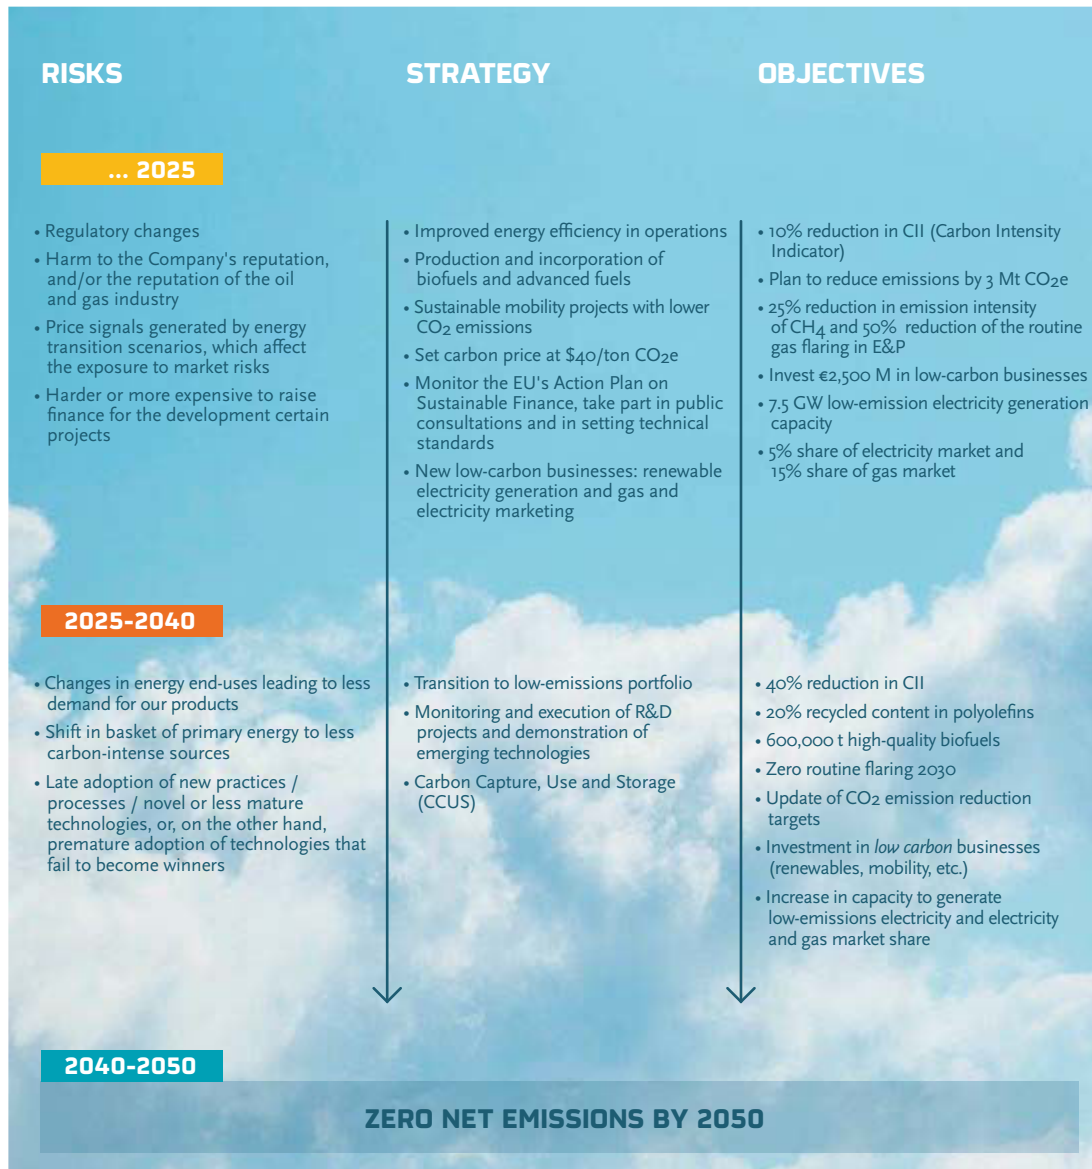 RISKS
STRATEGY
OBJECTIVES
... 2025
• Regulatory changes
• Harm to the Company's reputation,
and/or the reputation of the oil
and gas industry
• Price signals generated by energy
transition scenarios, which affect
the exposure to market risks
• Harder or more expensive to raise
finance for the development certain
projects
• Improved energy efficiency in operations
• Production and incorporation of
biofuels and advanced fuels
• Sustainable mobility projects with lower
CO2 emissions
• Set carbon price at $40/ton CO2e
• Monitor the EU's Action Plan on
Sustainable Finance, take part in public
consultations and in setting technical
standards
• New low-carbon businesses: renewable
electricity generation and gas and
electricity marketing
• 10% reduction in CII (Carbon Intensity
Indicator)
• Plan to reduce emissions by 3 Mt CO2e
• 25% reduction in emission intensity
of CH4 and 50% reduction of the routine
gas flaring in E&P
• Invest €2,500 M in low-carbon businesses
• 7.5 GW low-emission electricity generation
capacity
• 5% share of electricity market and
15% share of gas market
2025-2040
• Changes in energy end-uses leading to less
demand for our products
• Shift in basket of primary energy to less
carbon-intense sources
• Late adoption of new practices /
processes / novel or less mature
technologies, or, on the other hand,
premature adoption of technologies that
fail to become winners
• Transition to low-emissions portfolio
• Monitoring and execution of R&D
projects and demonstration of
emerging technologies
• Carbon Capture, Use and Storage
(CCUS)
• 40% reduction in CII
• 20% recycled content in polyolefins
• 600,000 t high-quality biofuels
• Zero routine flaring 2030
• Update of CO2 emission reduction
targets
• Investment in low carbon businesses
(renewables, mobility, etc.)
• Increase in capacity to generate
low-emissions electricity and electricity
and gas market share
2040-2050
ZERO NET EMISSIONS BY 2050